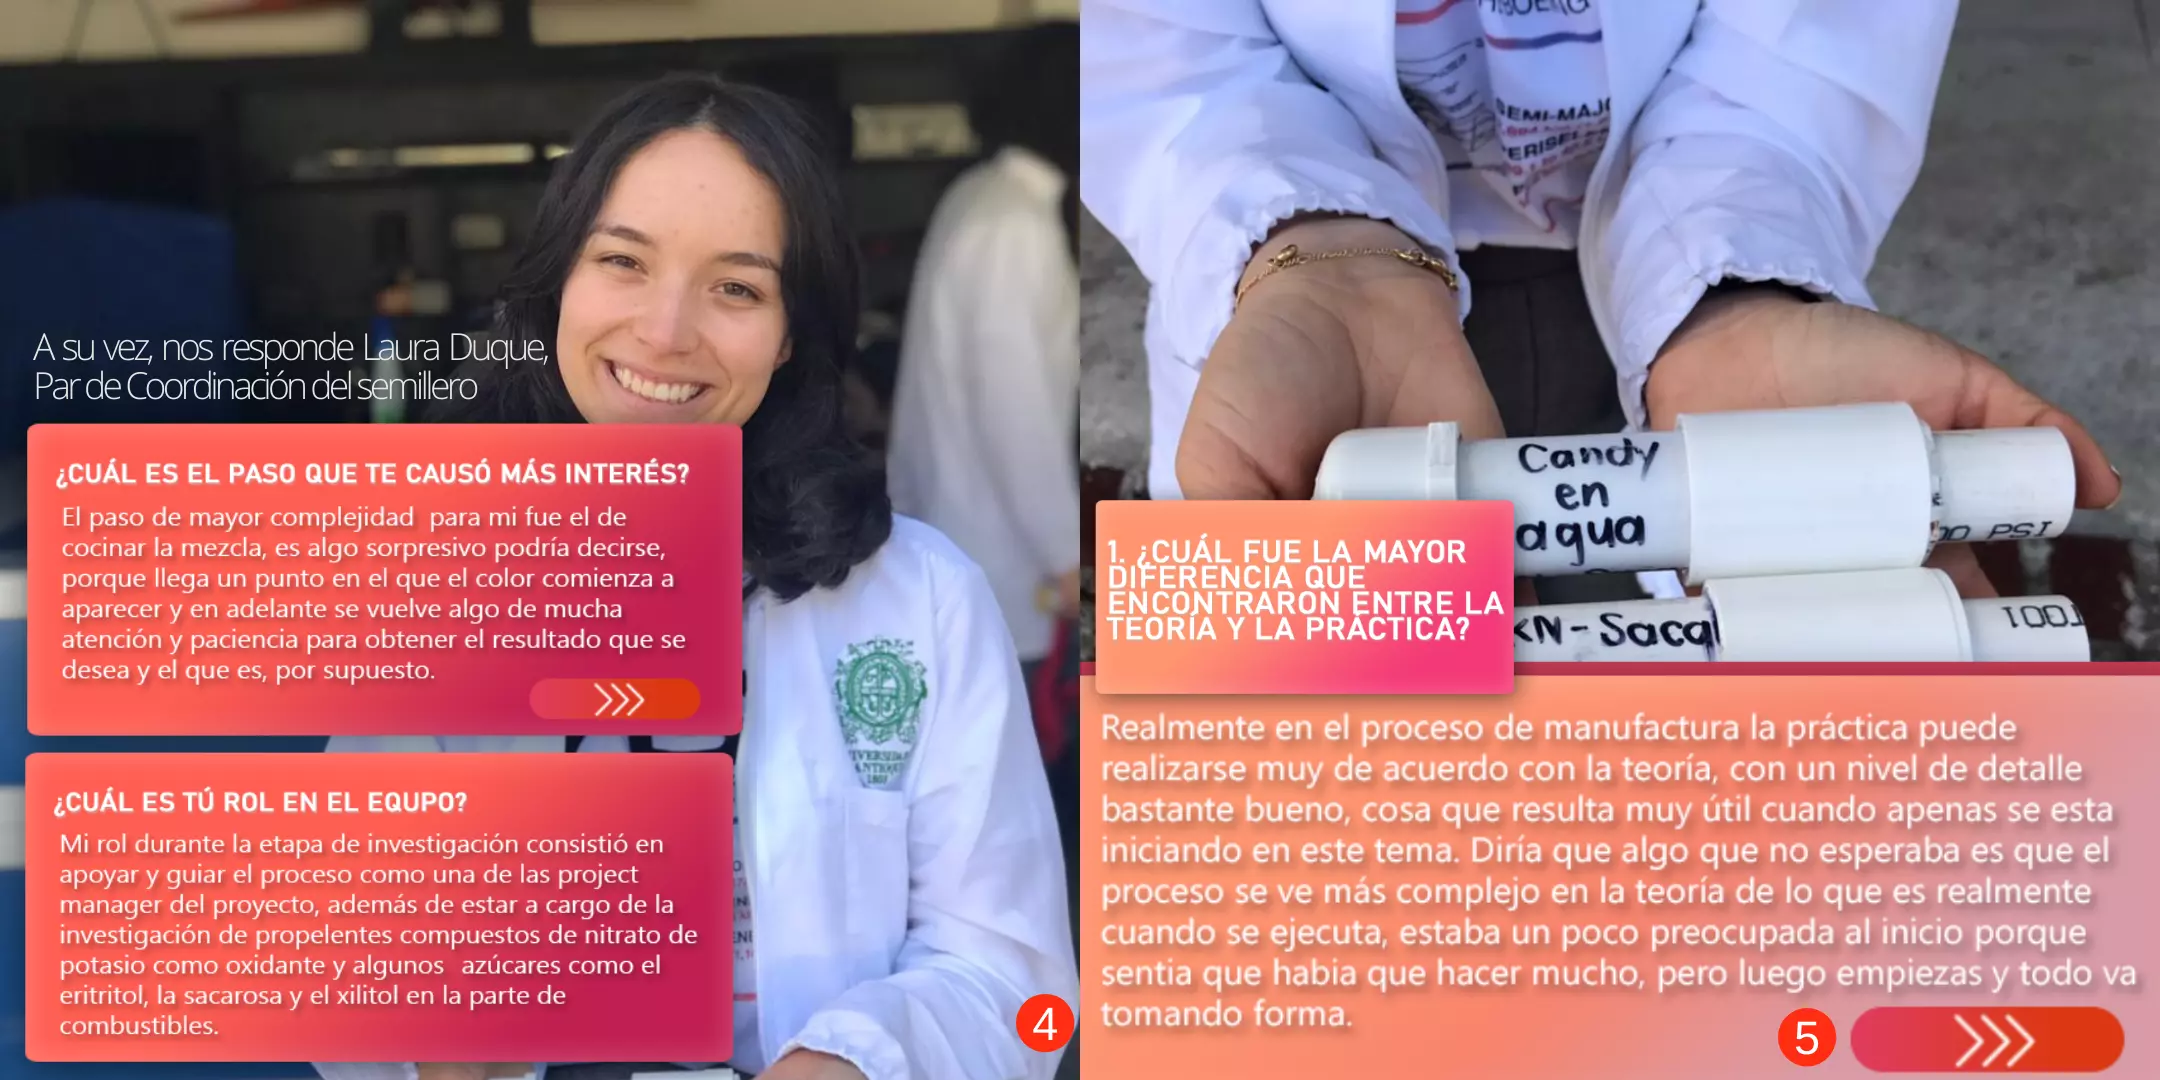 A su vez, nos responde Laura Duque,
Par de Coordinación del semillero
¿CUÁL ES EL PASO QUE TE CAUSÓ MÁS INTERÉS?
El paso de mayor complejidad para mi fue el de
cocinar la mezcla, es algo sorpresivo podría decirse,
porque llega un punto en el que el color comienza a
aparecer y en adelante se vuelve algo de mucha
atención y paciencia para obtener el resultado que se
desea y el que es, por supuesto.
¿CUÁL ES TÚ ROL EN EL EQUPO?
Mi rol durante la etapa de investigación consistió en
apoyar y guiar el proceso como una de las project
manager del proyecto, además de estar a cargo de la
investigación de propelentes compuestos de nitrato de
potasio como oxidante y algunos azúcares como el
eritritol, la sacarosa y el xilitol en la parte de
combustibles.
1803
4
SEMI-MAJO
Candy
en
agua
PSI
KN-Saca
1001
1. ¿CUÁL FUE LA MAYOR
DIFERENCIA QUE
ENCONTRARON ENTRE LA
TEORÍA Y LA PRÁCTICA?
Realmente en el proceso de manufactura la práctica puede
realizarse muy de acuerdo con la teoría, con un nivel de detalle
bastante bueno, cosa que resulta muy útil cuando apenas se esta
iniciando en este tema. Diría que algo que no esperaba es que el
proceso se ve más complejo en la teoría de lo que es realmente
cuando se ejecuta, estaba un poco preocupada al inicio porque
sentia que habia que hacer mucho, pero luego empiezas y todo va
tomando forma.
5